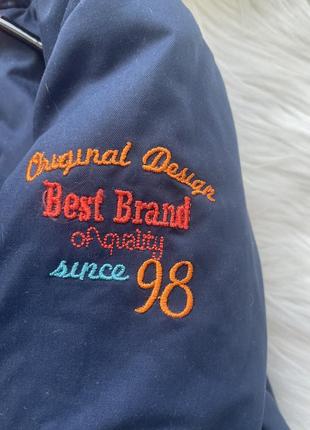 Original Design
Best Brand
of quality
since 98